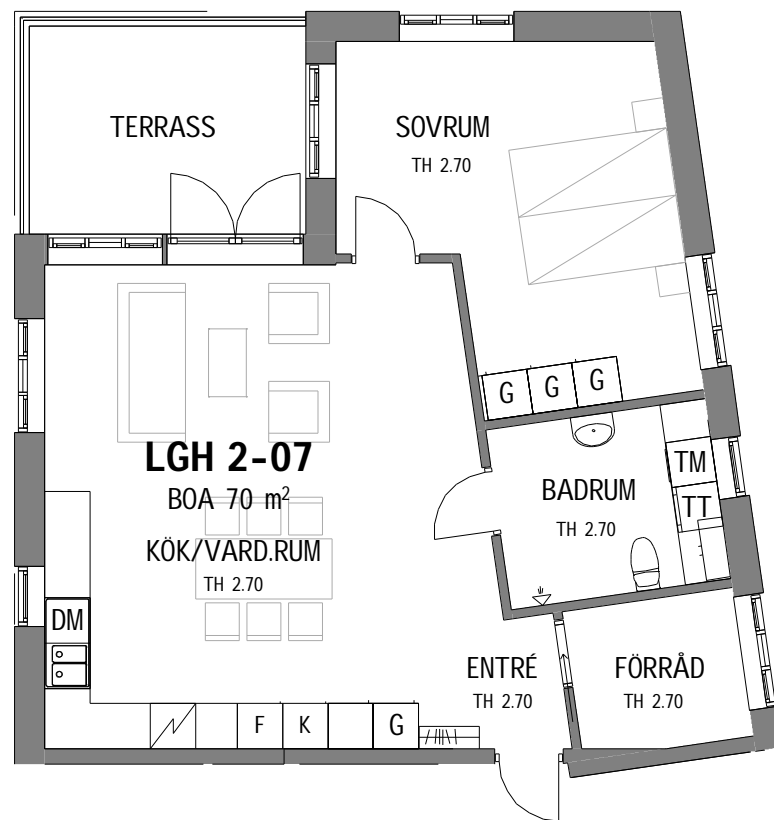 TERRASS
SOVRUM
TH 2.70
G
G
G
LGH 2-07
BOA 70 m²
KÖK/VARD.RUM
TH 2.70
BADRUM
TH 2.70
TM
TT
DM
ENTRÉ
TH 2.70
FÖRRÅD
TH 2.70
F
K
G